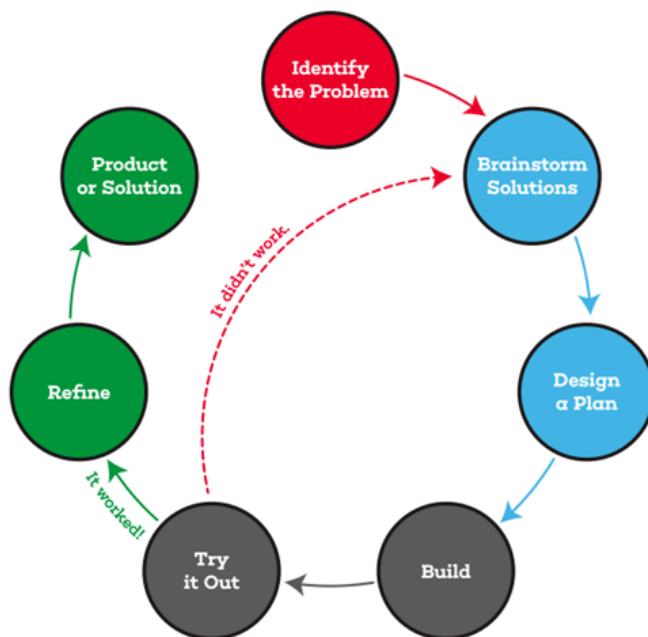 Identify
the Problem
Brainstorm
Solutions
Design
a Plan
Build
Try
it Out
It didn't work.
It worked!
Refine
Product
or Solution